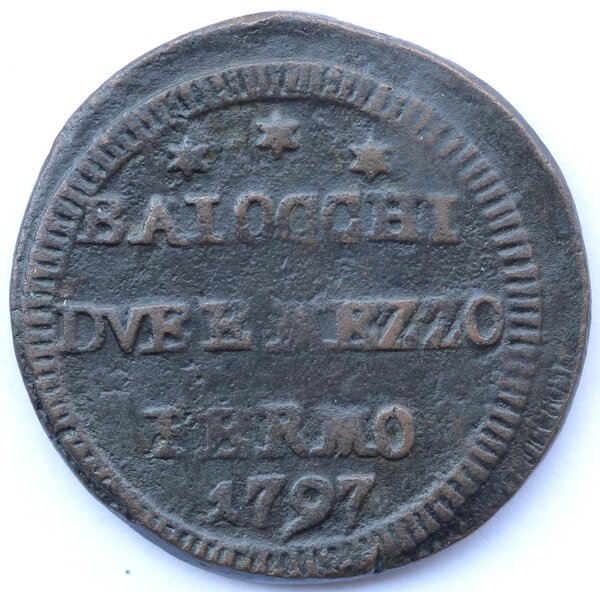 BAIOCCHI
DVE E MEZZO
FERMO
1797